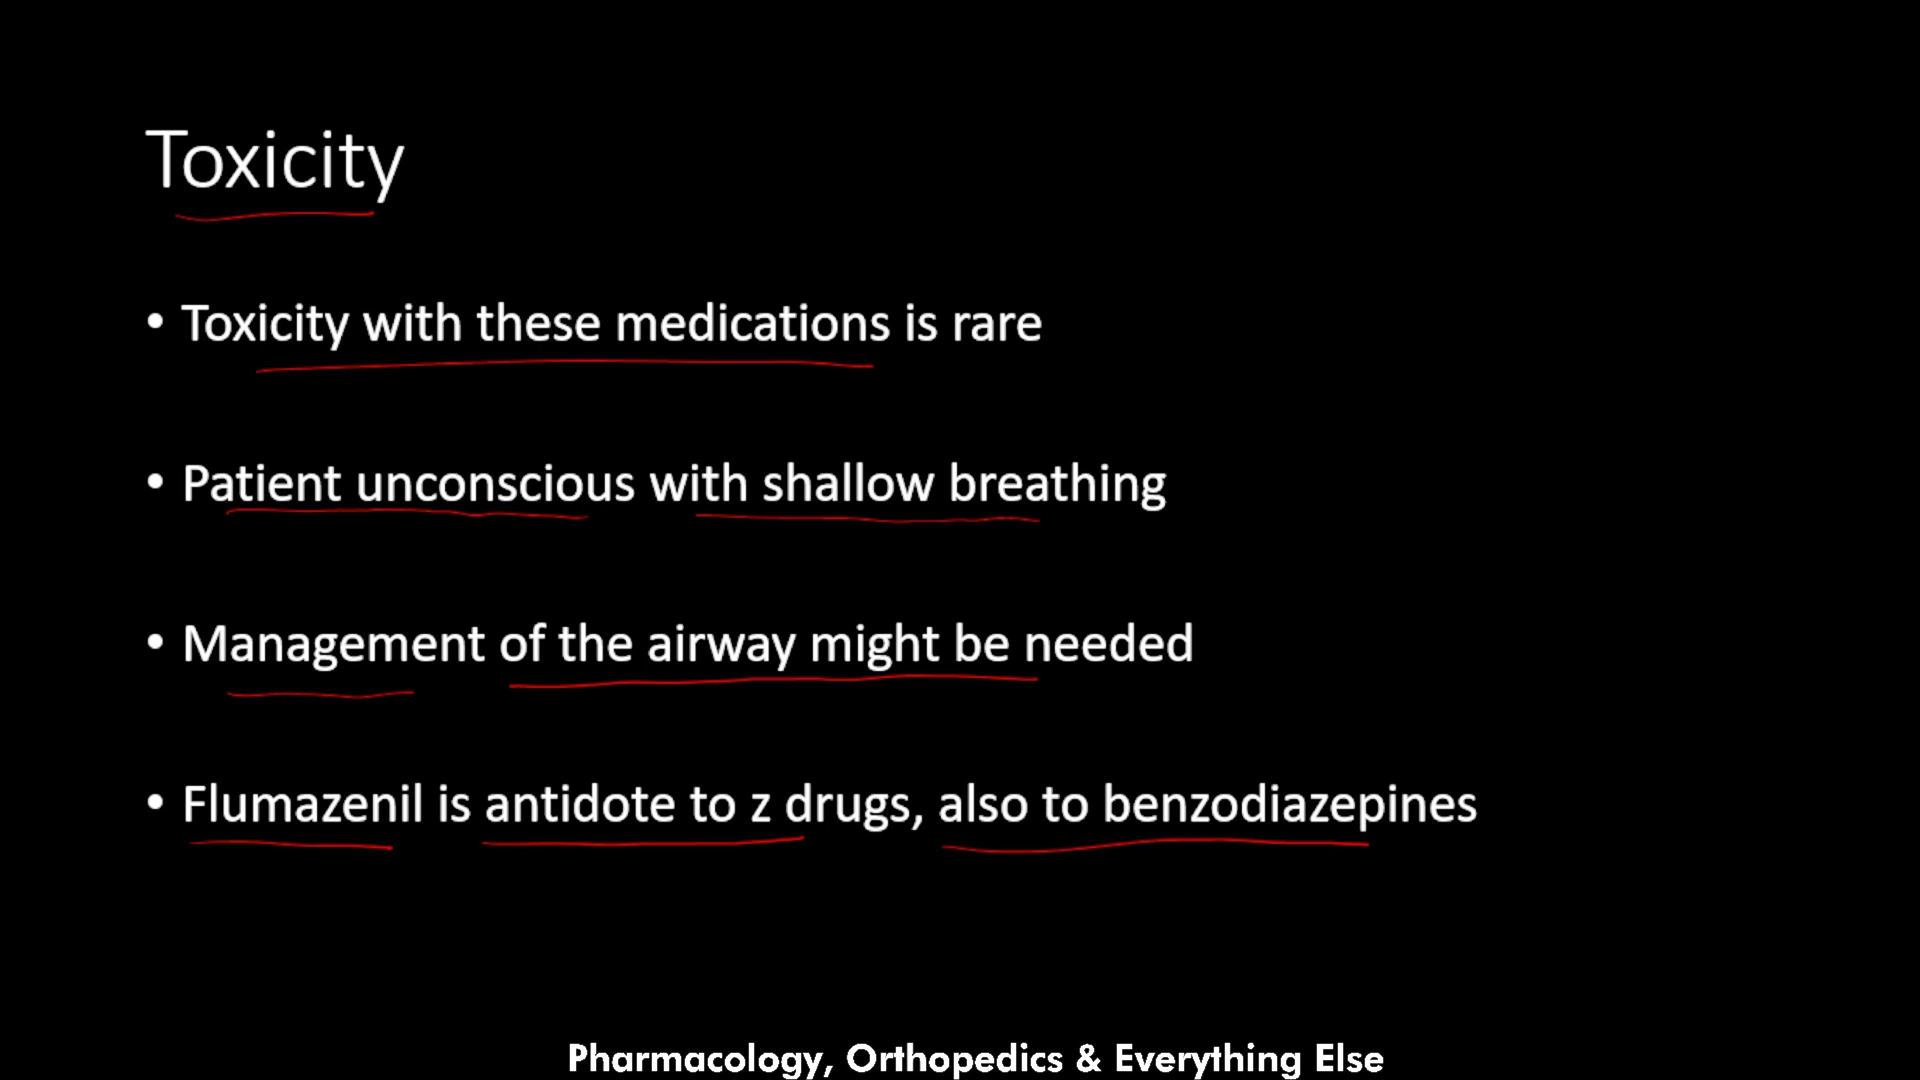 Toxicity
• Toxicity with these medications is rare
• Patient unconscious with shallow breathing
• Management of the airway might be needed
• Flumazenil is antidote to z drugs, also to benzodiazepines
Pharmacology, Orthopedics & Everything Else